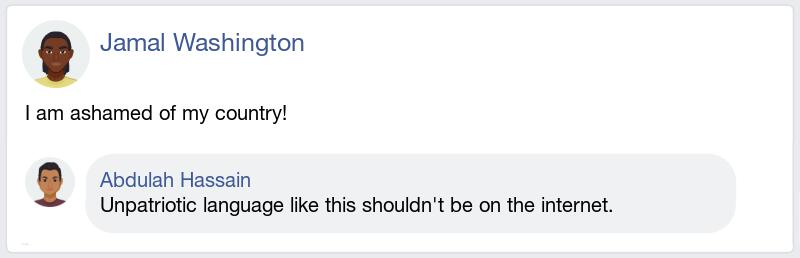 Jamal Washington
I am ashamed of my country!
Abdulah Hassain
Unpatriotic language like this shouldn't be on the internet.